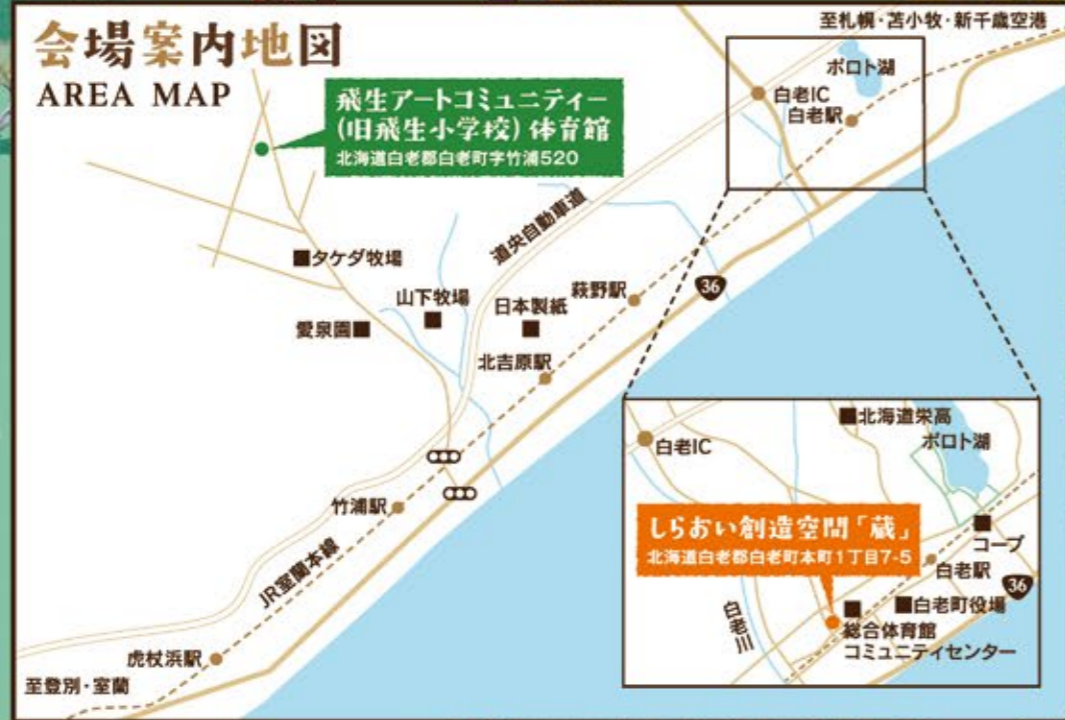 会場案内地図
AREA MAP
飛生アートコミュニティー
(旧飛生小学校) 体育館
北海道白老郡白老町字竹浦520
至札幌・苫小牧・新千歳空港
ポロト湖
白老IC
白老駅
道央自動車道
タケダ牧場
山下牧場
日本製紙
萩野駅
36
愛泉園
北吉原駅
竹浦駅
JR室蘭本線
虎杖浜駅
至登別・室蘭
北海道栄高
ポロト湖
白老IC
しらおい創造空間「蔵」
北海道白老郡白老町本町1丁目7-5
コープ
白老駅
36
白老町役場
白老川
総合体育館
コミュニティセンター